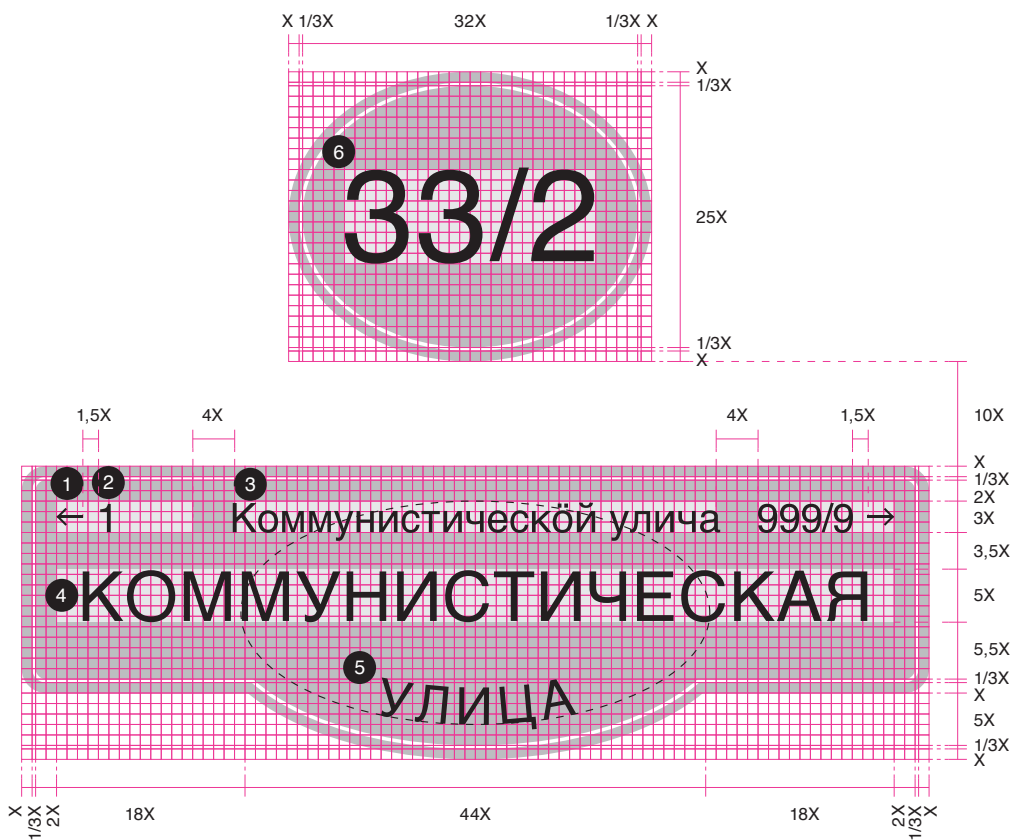 X 1/3X 32X 1/3X X
X
1/3X
6
33/2
25X
1/3X
X
1,5X 4X 4X 1,5X
10X
X
1/3X
2X
3X
3,5X
5X
5,5X
1/3X
X
5X
1/3X
X
1 2 3
← 1 Коммунистическöй улича 999/9 →
4 КОММУНИСТИЧЕСКАЯ
5
УЛИЦА
X 1/3X 2X 18X 44X 18X 2X 1/3X X